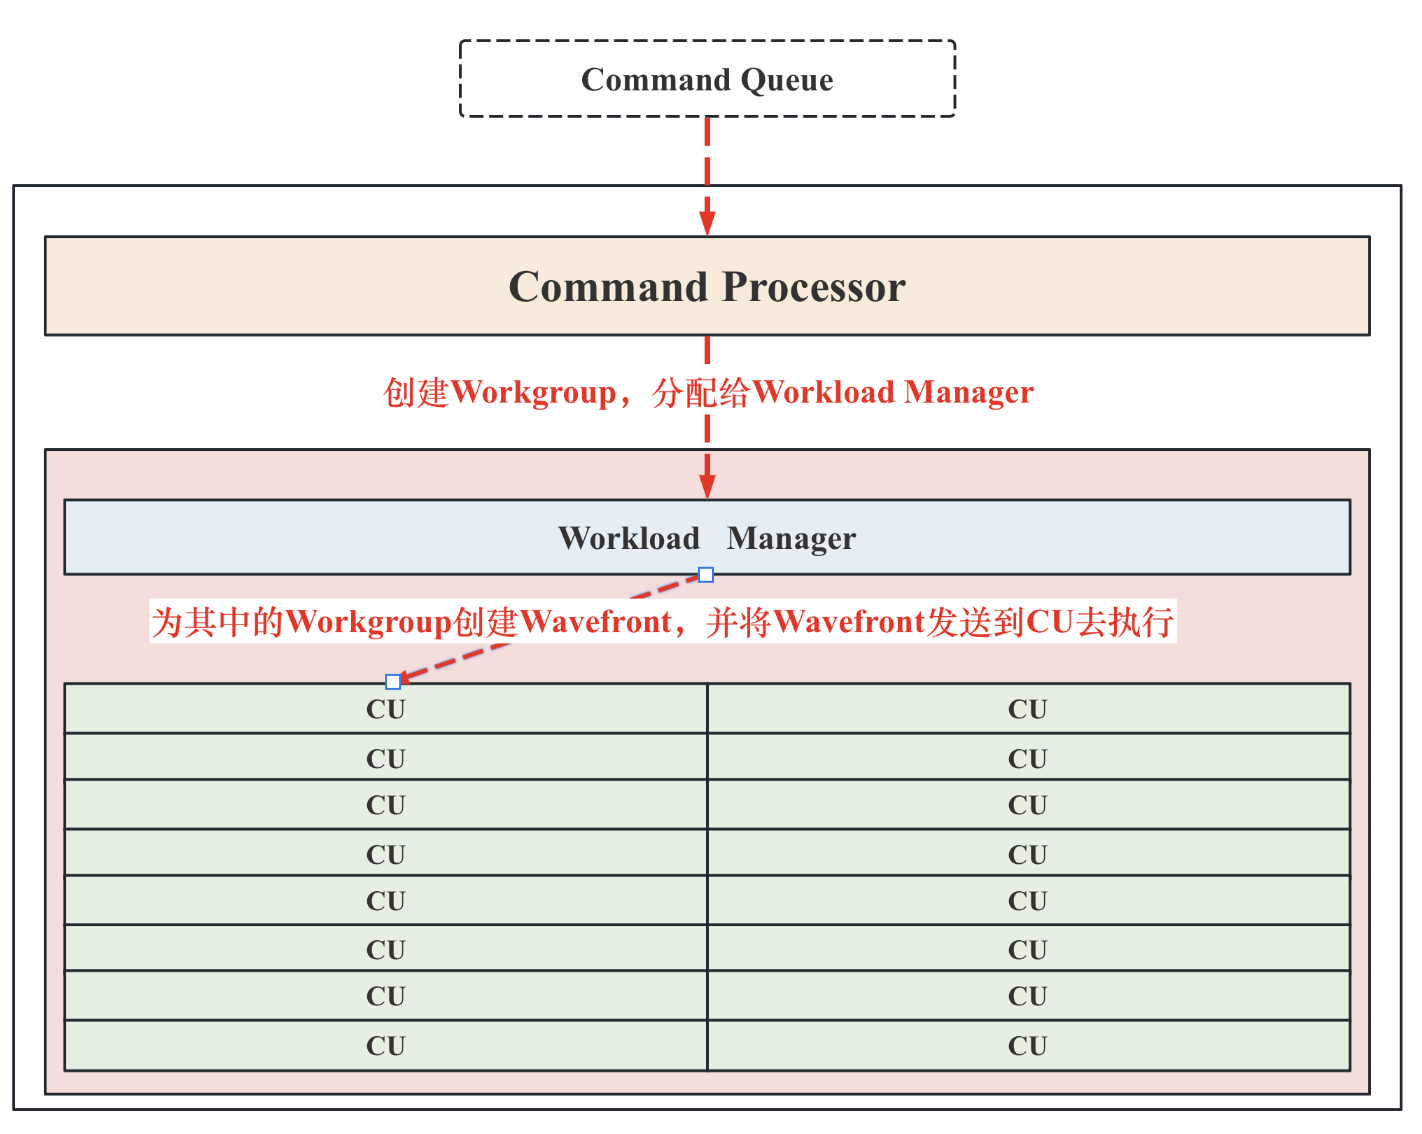 Command Queue
Command Processor
创建Workgroup，分配给Workload Manager
Workload Manager
为其中的Workgroup创建Wavefront，并将Wavefront发送到CU去执行
CU CU
CU CU
CU CU
CU CU
CU CU
CU CU
CU CU
CU CU